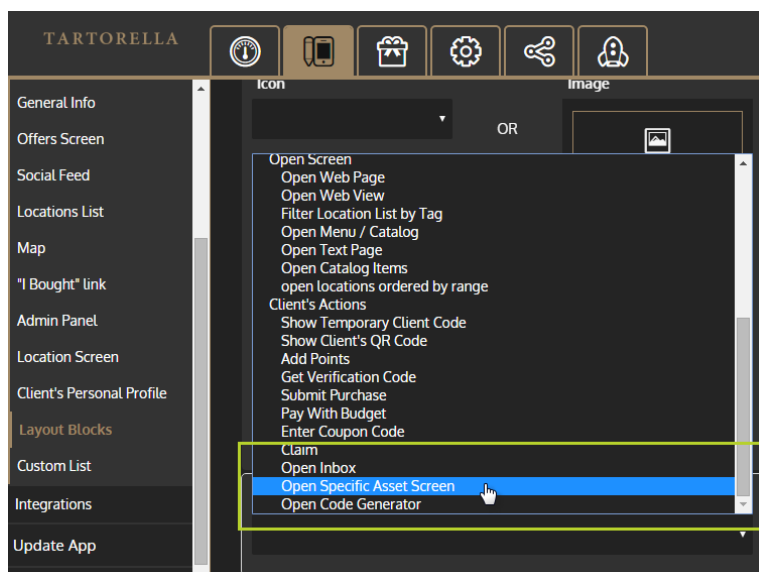 TARTORELLA
General Info
Offers Screen
Social Feed
Locations List
Map
"I Bought" link
Admin Panel
Location Screen
Client's Personal Profile
Layout Blocks
Custom List
Integrations
Update App
Icon
Image
OR
Open Screen
Open Web Page
Open Web View
Filter Location List by Tag
Open Menu / Catalog
Open Text Page
Open Catalog Items
open locations ordered by range
Client's Actions
Show Temporary Client Code
Show Client's QR Code
Add Points
Get Verification Code
Submit Purchase
Pay With Budget
Enter Coupon Code
Claim
Open Inbox
Open Specific Asset Screen
Open Code Generator